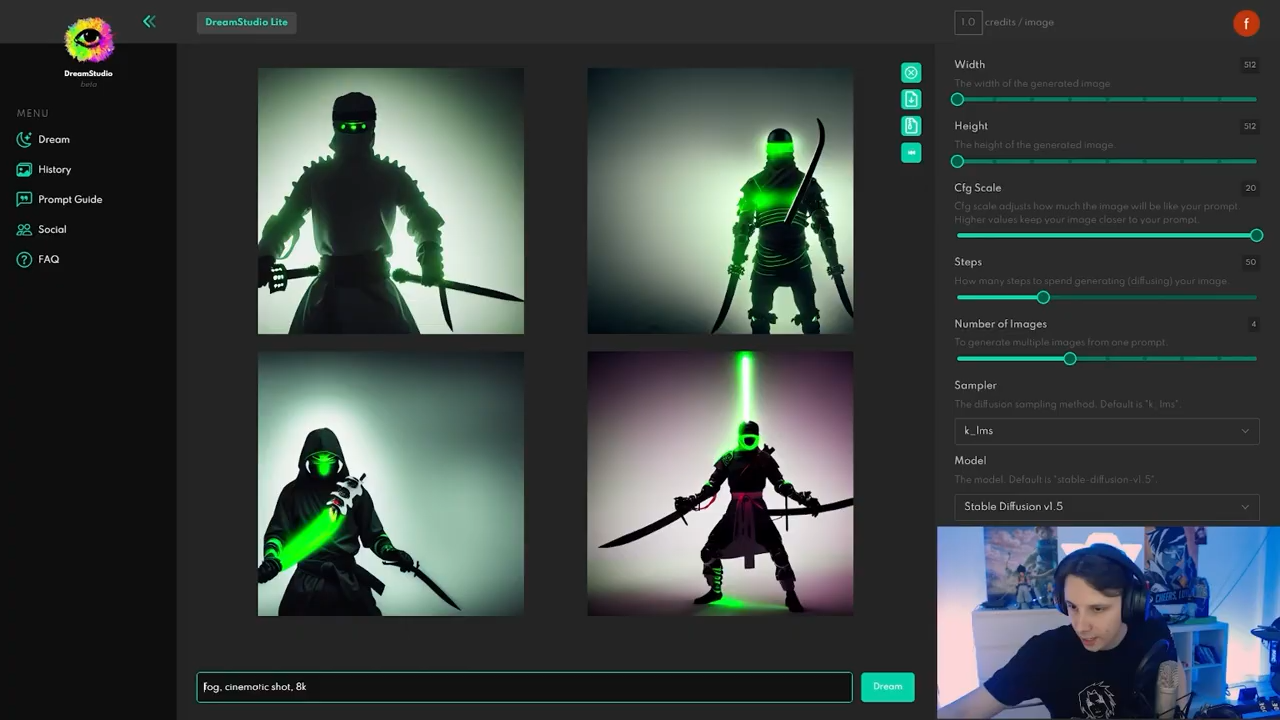 DreamStudio
beta
MENU
Dream
History
Prompt Guide
Social
FAQ
DreamStudio Lite
fog, cinematic shot, 8k
Dream
1.0 credits / image
f
Width
512
The width of the generated image.
Height
512
The height of the generated image.
Cfg Scale
20
Cfg scale adjusts how much the image will be like your prompt.
Higher values keep your image closer to your prompt.
Steps
50
How many steps to spend generating (diffusing) your image.
Number of Images
4
To generate multiple images from one prompt.
Sampler
The diffusion sampling method. Default is "k_lms".
k_lms
Model
The model. Default is "stable-diffusion-v1.5".
Stable Diffusion v1.5